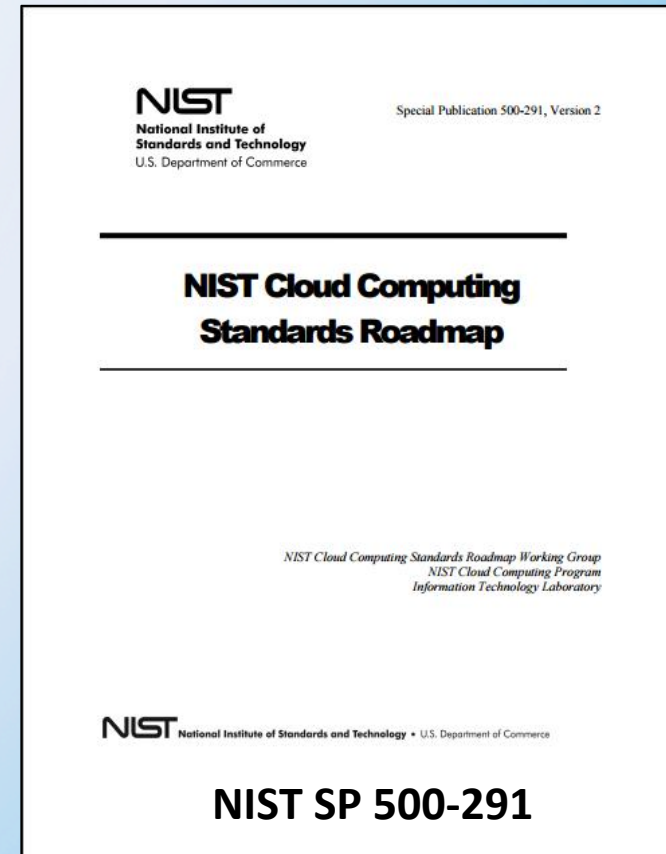 NIST
National Institute of
Standards and Technology
U.S. Department of Commerce
Special Publication 500-291, Version 2
NIST Cloud Computing
Standards Roadmap
NIST Cloud Computing Standards Roadmap Working Group
NIST Cloud Computing Program
Information Technology Laboratory
NIST National Institute of Standards and Technology • U.S. Department of Commerce
NIST SP 500-291